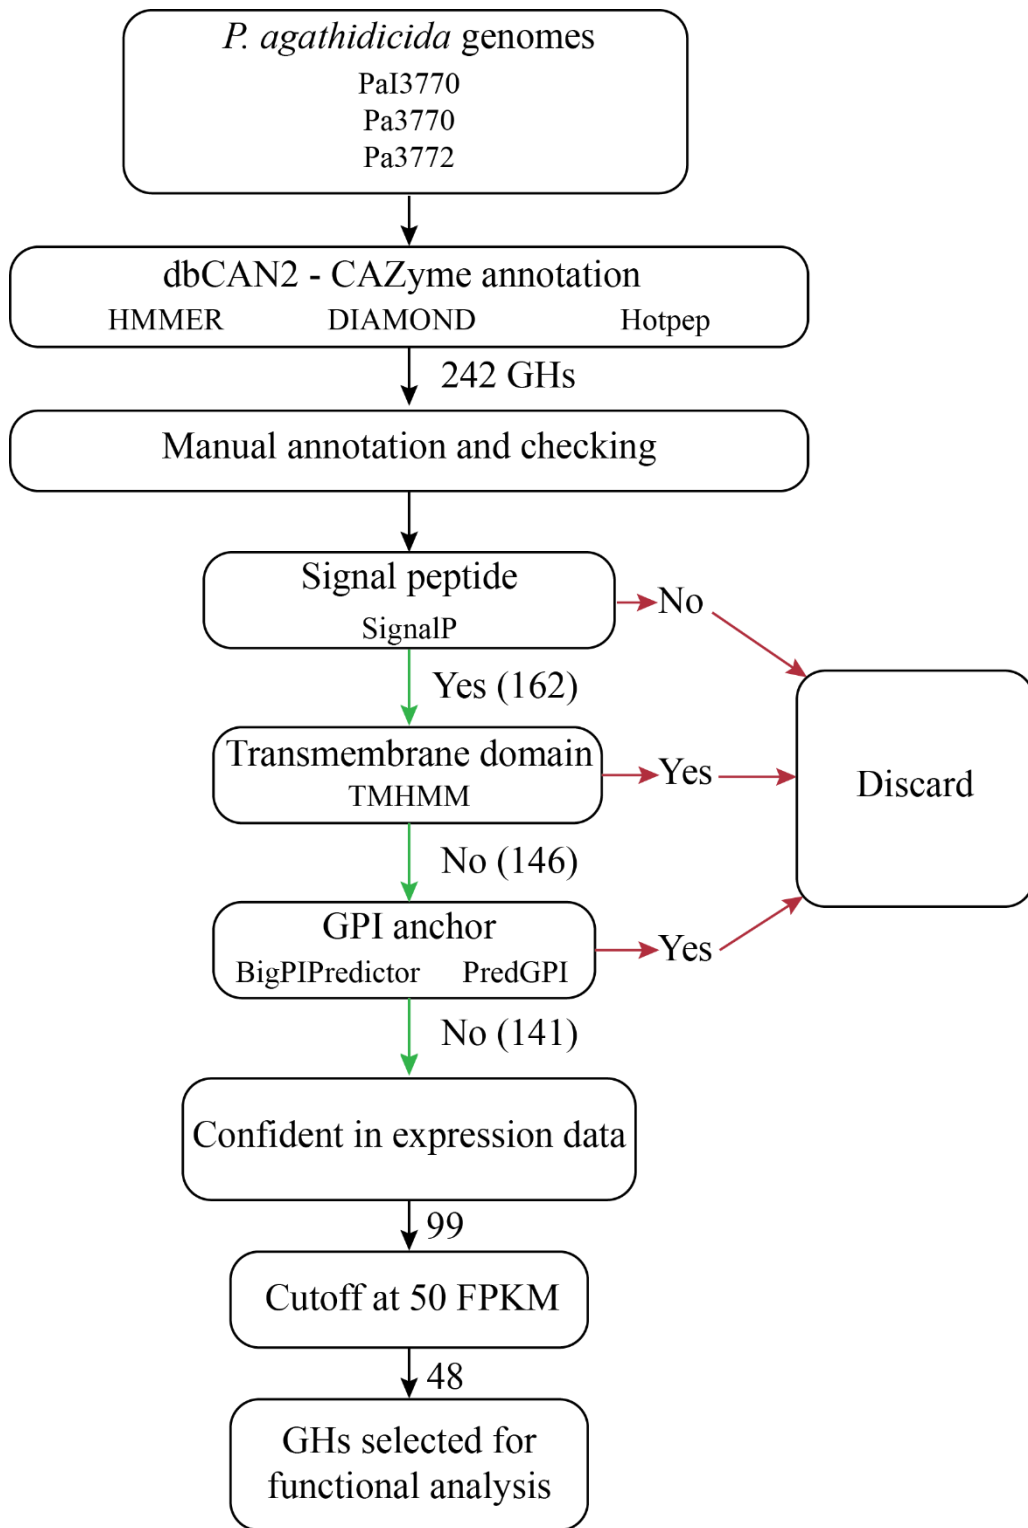 P. agathidicida genomes
PaI3770
Pa3770
Pa3772
dbCAN2 - CAZyme annotation
HMMER DIAMOND Hotpep
242 GHs
Manual annotation and checking
Signal peptide
SignalP
No
Yes (162)
Transmembrane domain
TMHMM
Yes
Discard
No (146)
GPI anchor
BigPIPredictor PredGPI
Yes
No (141)
Confident in expression data
99
Cutoff at 50 FPKM
48
GHs selected for
functional analysis